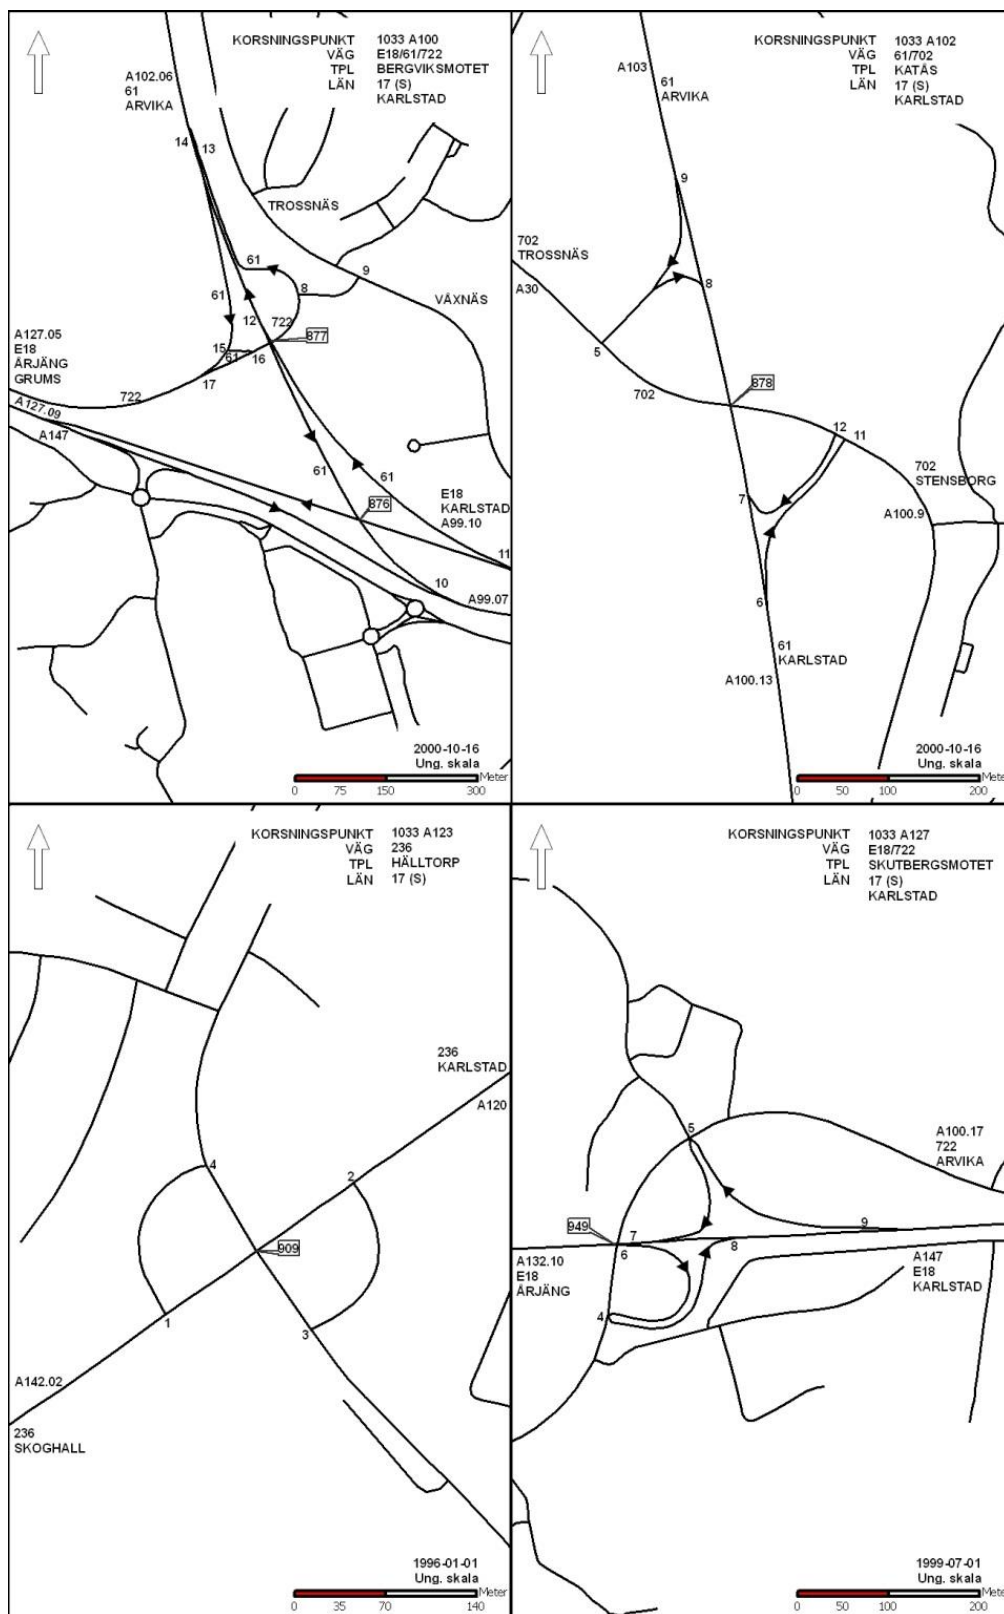 KORSNINGSPUNKT 1033 A100
VÄG E18/61/722
TPL BERGVIKSMOTET
LÄN 17 (S)
KARLSTAD
A102.06
61
ARVIKA
14
13
TROSSNÄS
61
9
8
61
VÄXNÄS
12
722
877
A127.05
E18
ÅRJÄNG
GRUMS
15
61
16
17
722
A127.09
A147
61
61
E18
KARLSTAD
A99.10
876
11
10
A99.07
2000-10-16
Ung. skala
Meter
0 75 150 300
KORSNINGSPUNKT 1033 A102
VÄG 61/702
TPL KATÅS
LÄN 17 (S)
KARLSTAD
A103
61
ARVIKA
9
702
TROSSNÄS
A30
8
5
878
702
12
11
702
STENSBORG
7
A100.9
6
61
KARLSTAD
A100.13
2000-10-16
Ung. skala
Meter
0 50 100 200
KORSNINGSPUNKT 1033 A123
VÄG 236
TPL HÄLLTORP
LÄN 17 (S)
236
KARLSTAD
A120
4
2
909
1
3
A142.02
236
SKOGHALL
1996-01-01
Ung. skala
Meter
0 35 70 140
KORSNINGSPUNKT 1033 A127
VÄG E18/722
TPL SKUTBERGSMOTET
LÄN 17 (S)
KARLSTAD
5
A100.17
722
ARVIKA
949
7
9
6
8
A132.10
E18
ÅRJÄNG
A147
E18
KARLSTAD
4
1999-07-01
Ung. skala
Meter
0 50 100 200